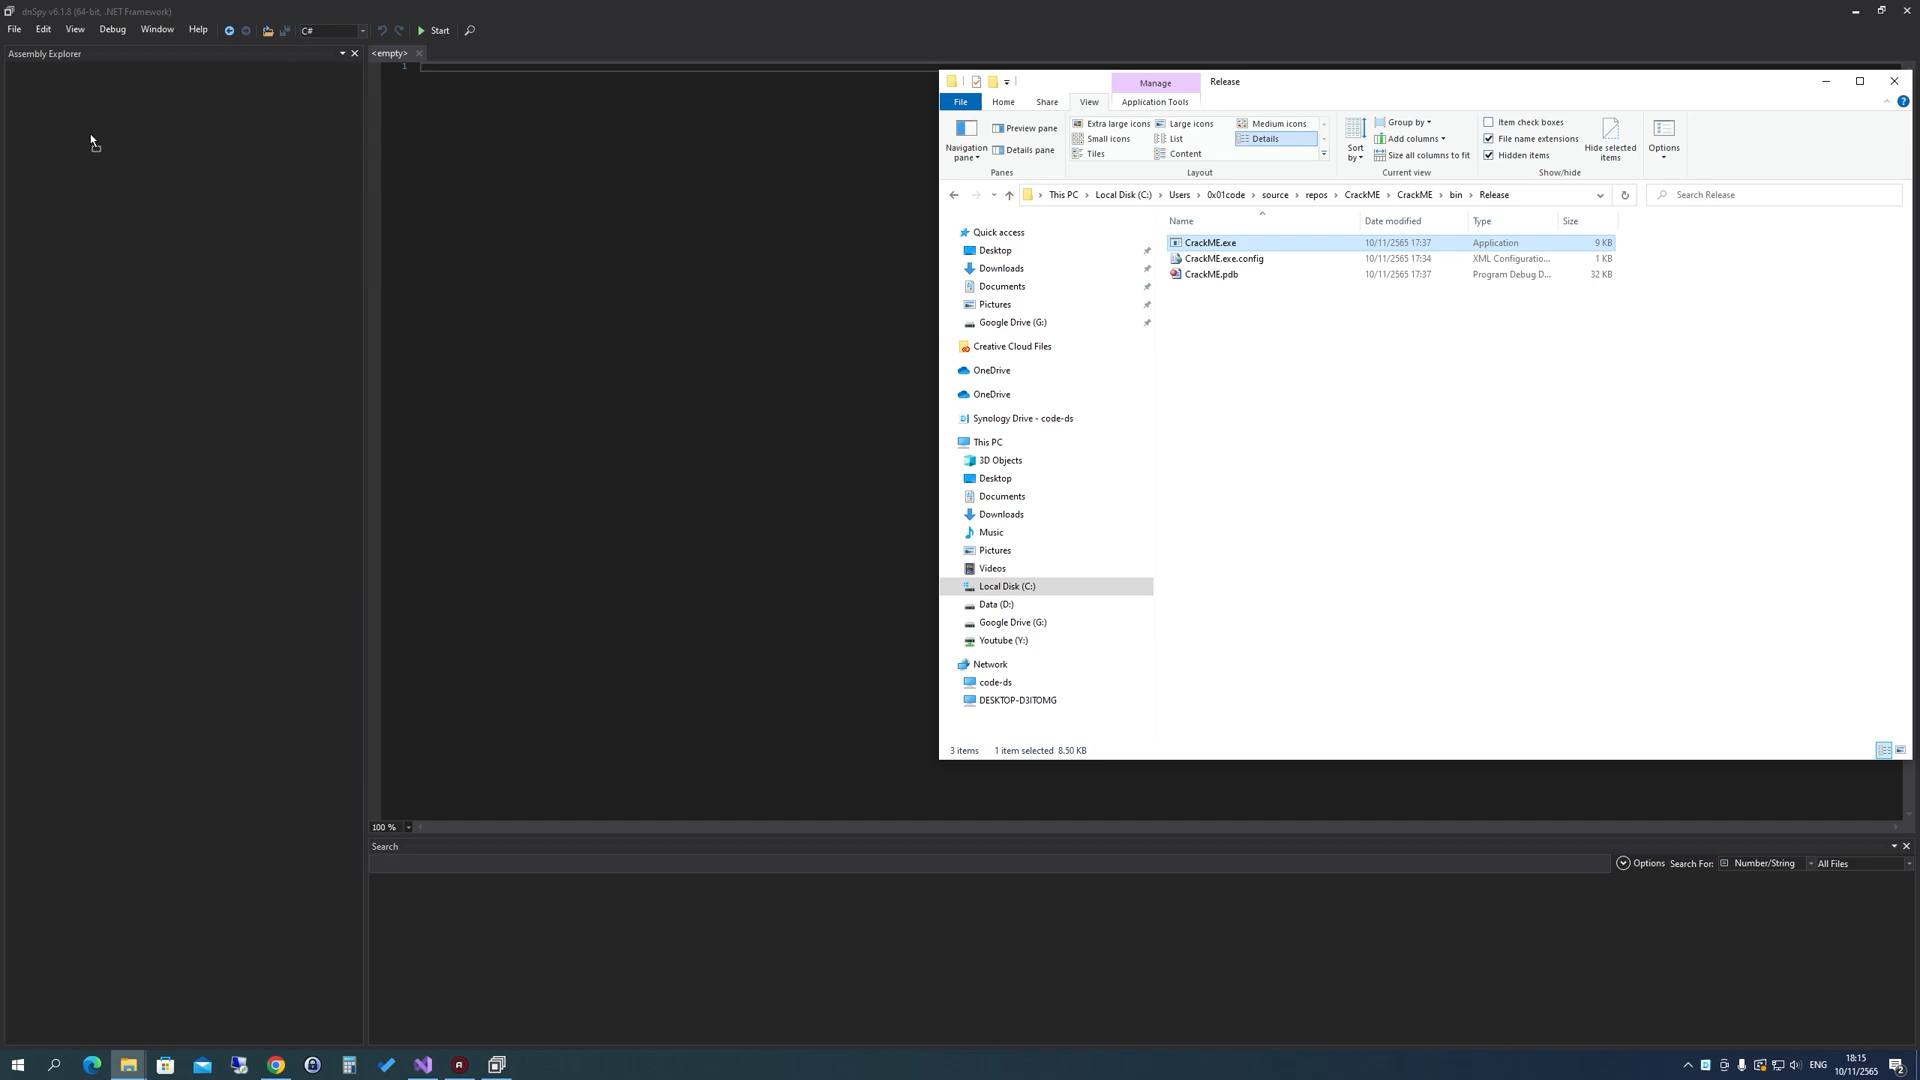 dnSpy v6.1.8 (64-bit, .NET Framework)
File Edit View Debug Window Help C# Start
Assembly Explorer
<empty>
1
Manage Release
File Home Share View Application Tools
Navigation pane
Preview pane
Details pane
Panes
Extra large icons Large icons Medium icons
Small icons List Details
Tiles Content
Layout
Sort by
Group by
Add columns
Size all columns to fit
Current view
Item check boxes
File name extensions
Hidden items
Hide selected items
Show/hide
Options
This PC Local Disk (C:) Users 0x01code source repos CrackME CrackME bin Release
Search Release
Name Date modified Type Size
CrackME.exe 10/11/2565 17:37 Application 9 KB
CrackME.exe.config 10/11/2565 17:34 XML Configuratio... 1 KB
CrackME.pdb 10/11/2565 17:37 Program Debug D... 32 KB
Quick access
Desktop
Downloads
Documents
Pictures
Google Drive (G:)
Creative Cloud Files
OneDrive
OneDrive
Synology Drive - code-ds
This PC
3D Objects
Desktop
Documents
Downloads
Music
Pictures
Videos
Local Disk (C:)
Data (D:)
Google Drive (G:)
Youtube (Y:)
Network
code-ds
DESKTOP-D3ITOMG
3 items 1 item selected 8.50 KB
100 %
Search
Options Search For: Number/String All Files
ENG
18:15
10/11/2565
2